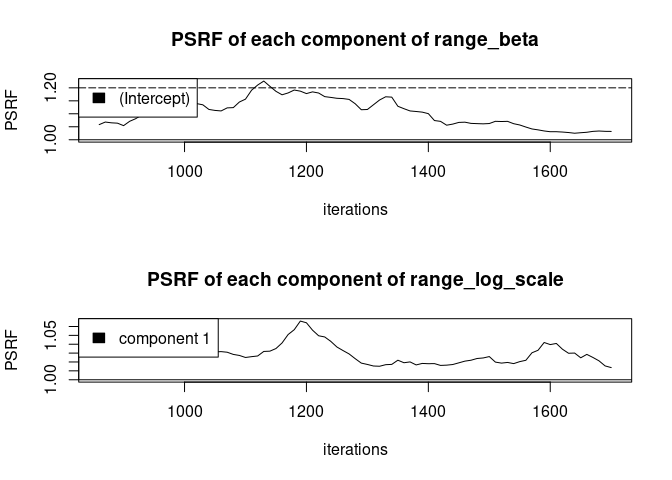 PSRF of each component of range_beta
PSRF
1.00
1.20
(Intercept)
1000
1200
1400
1600
iterations
PSRF of each component of range_log_scale
PSRF
1.00
1.05
component 1
1000
1200
1400
1600
iterations